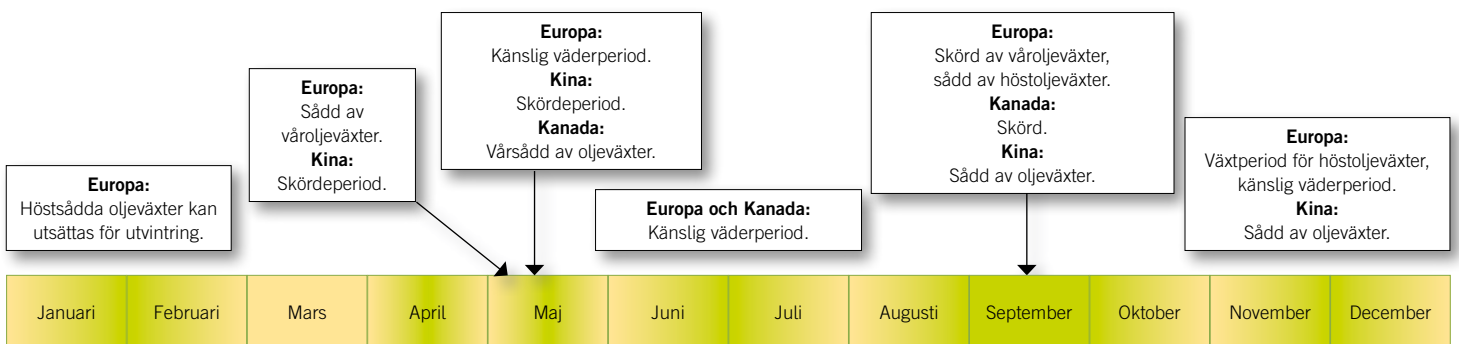 Europa:
Höstsådda oljeväxter kan
utsättas för utvintring.
Europa:
Sådd av
våroljeväxter.
Kina:
Skördeperiod.
Europa:
Känslig väderperiod.
Kina:
Skördeperiod.
Kanada:
Vårsådd av oljeväxter.
Europa och Kanada:
Känslig väderperiod.
Europa:
Skörd av våroljeväxter,
sådd av höstoljeväxter.
Kanada:
Skörd.
Kina:
Sådd av oljeväxter.
Europa:
Växtperiod för höstoljeväxter,
känslig väderperiod.
Kina:
Sådd av oljeväxter.
Januari Februari Mars April Maj Juni Juli Augusti September Oktober November December